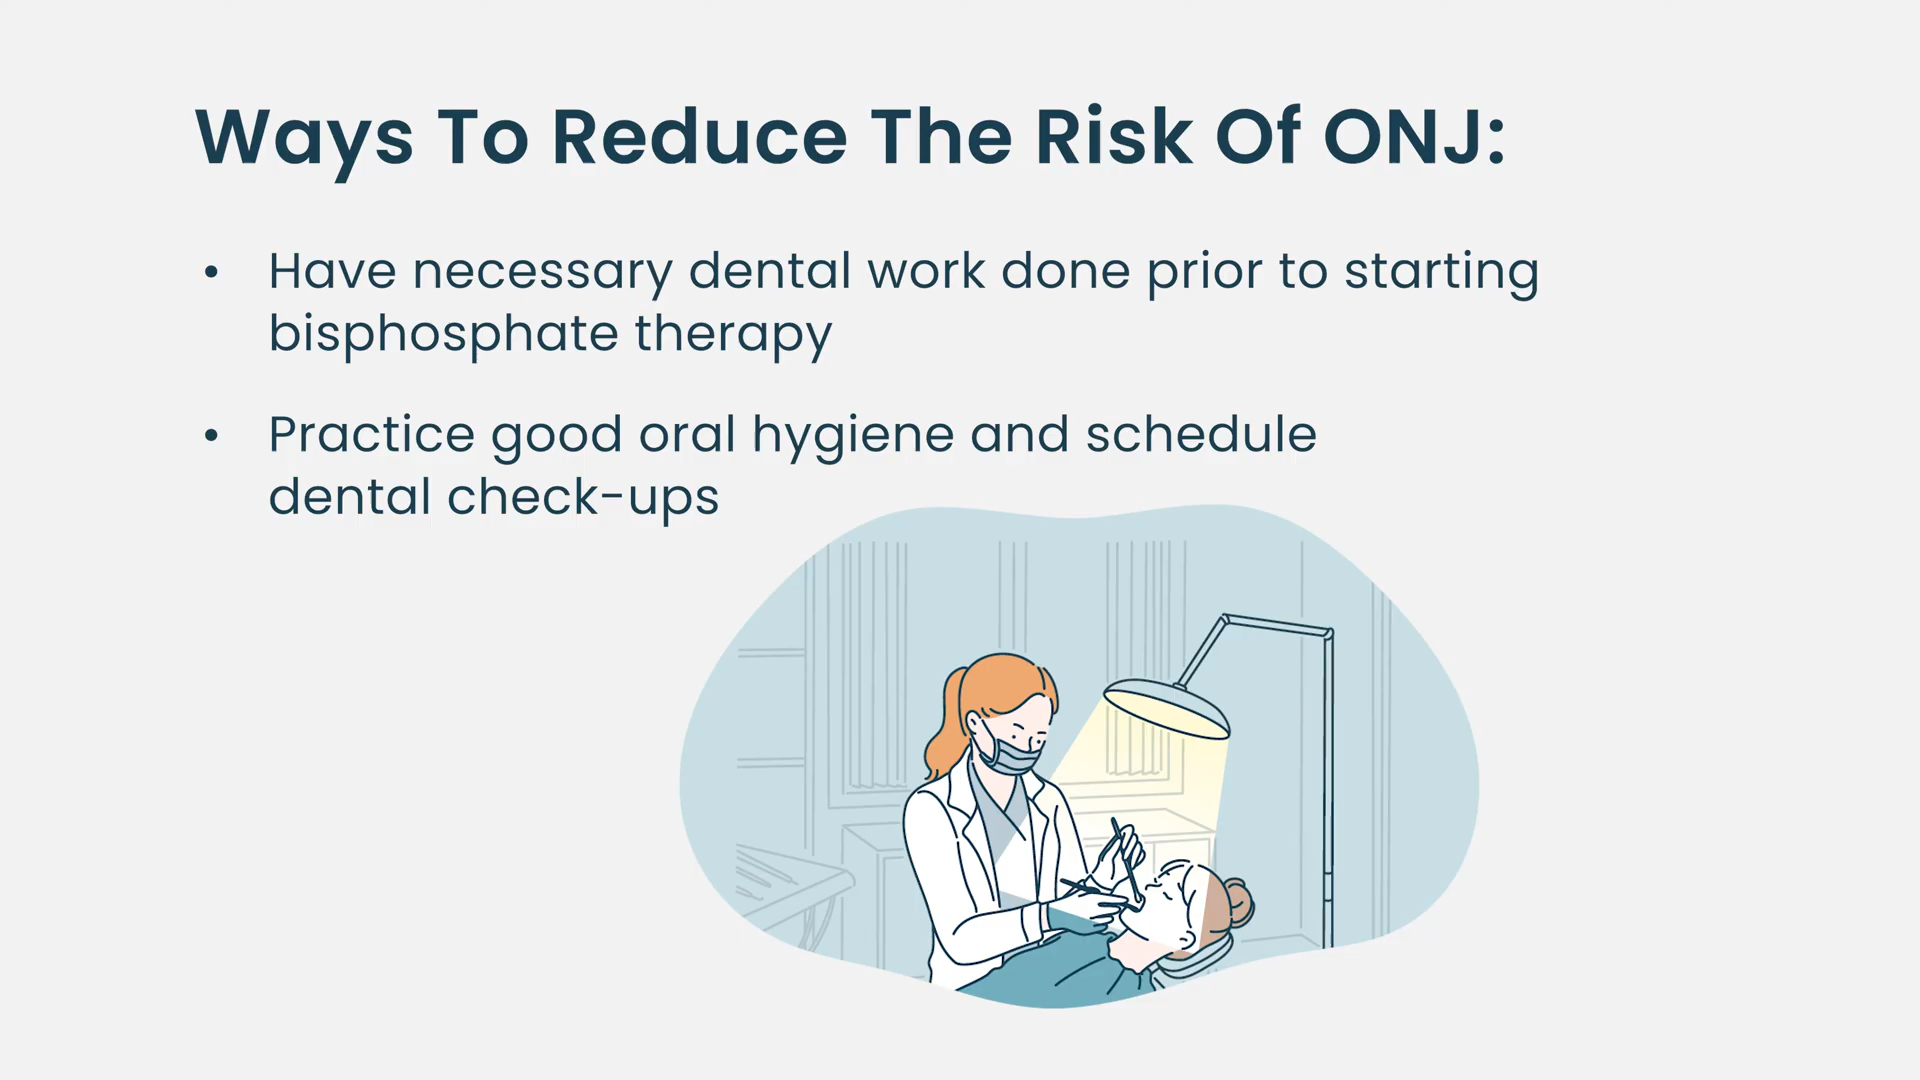 Ways To Reduce The Risk Of ONJ:
• Have necessary dental work done prior to starting
bisphosphate therapy
• Practice good oral hygiene and schedule
dental check-ups